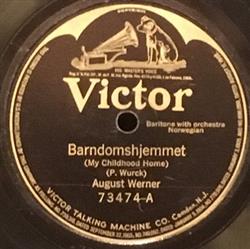 "HIS MASTER'S VOICE"
Victor
Baritone with orchestra
Norwegian
Barndomshjemmet
(My Childhood Home)
(P. Wurck)
August Werner
73474-A
VICTOR TALKING MACHINE CO. Camden N.J.